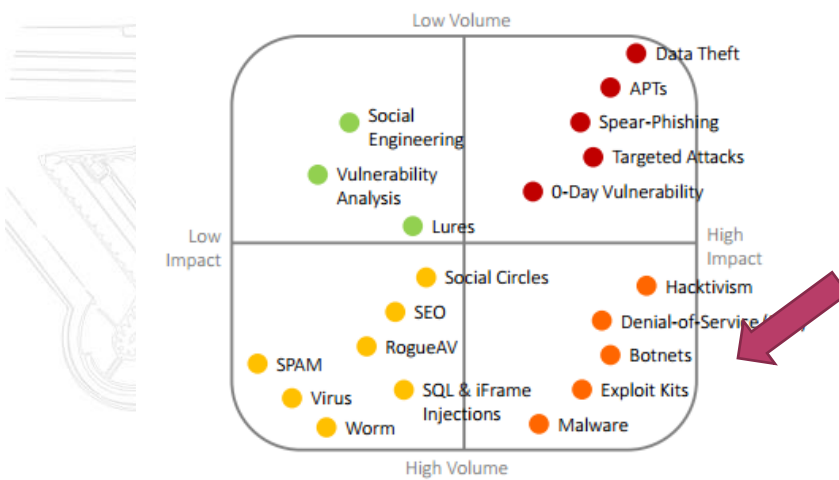 Low Volume
Data Theft
APTs
Social
Engineering
Spear-Phishing
Targeted Attacks
Vulnerability
Analysis
0-Day Vulnerability
Lures
Low
Impact
High
Impact
Social Circles
Hacktivism
SEO
Denial-of-Service
RogueAV
Botnets
SPAM
SQL & iFrame
Injections
Exploit Kits
Virus
Worm
Malware
High Volume